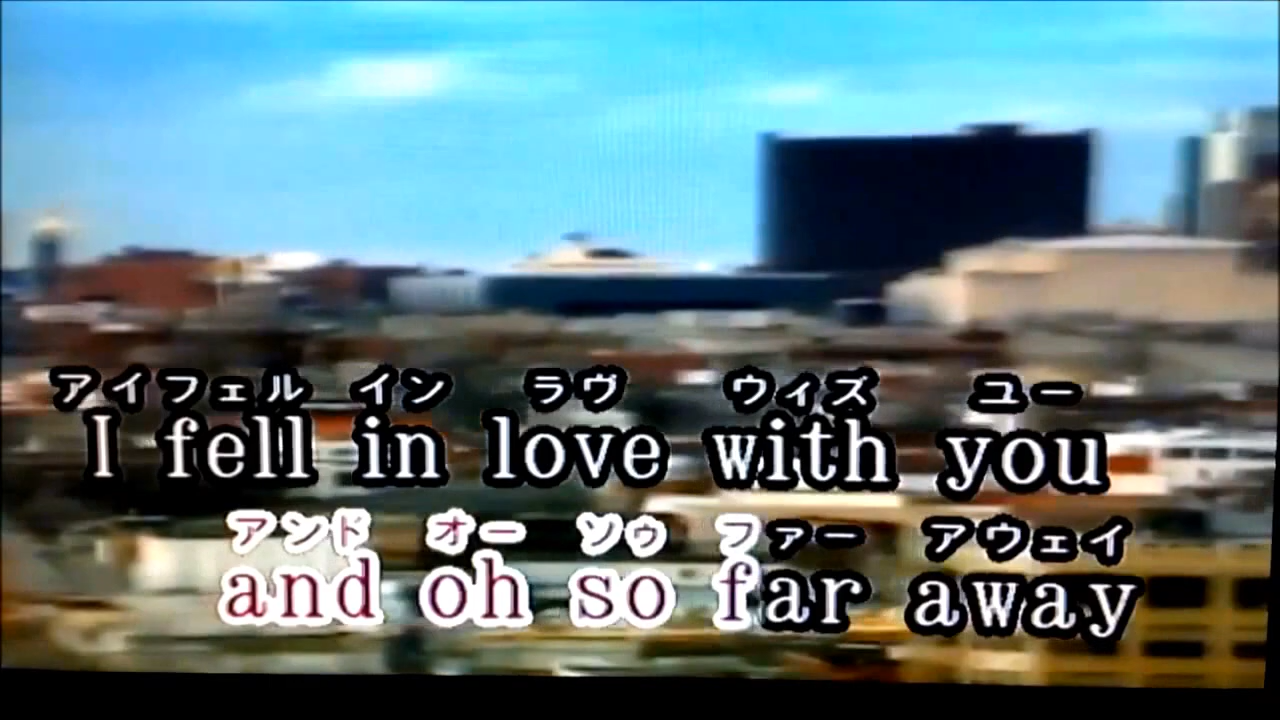 アイフェル イン ラヴ ウィズ ユー
I fell in love with you
アンド オー ソゥ ファー アウェイ
and oh so far away